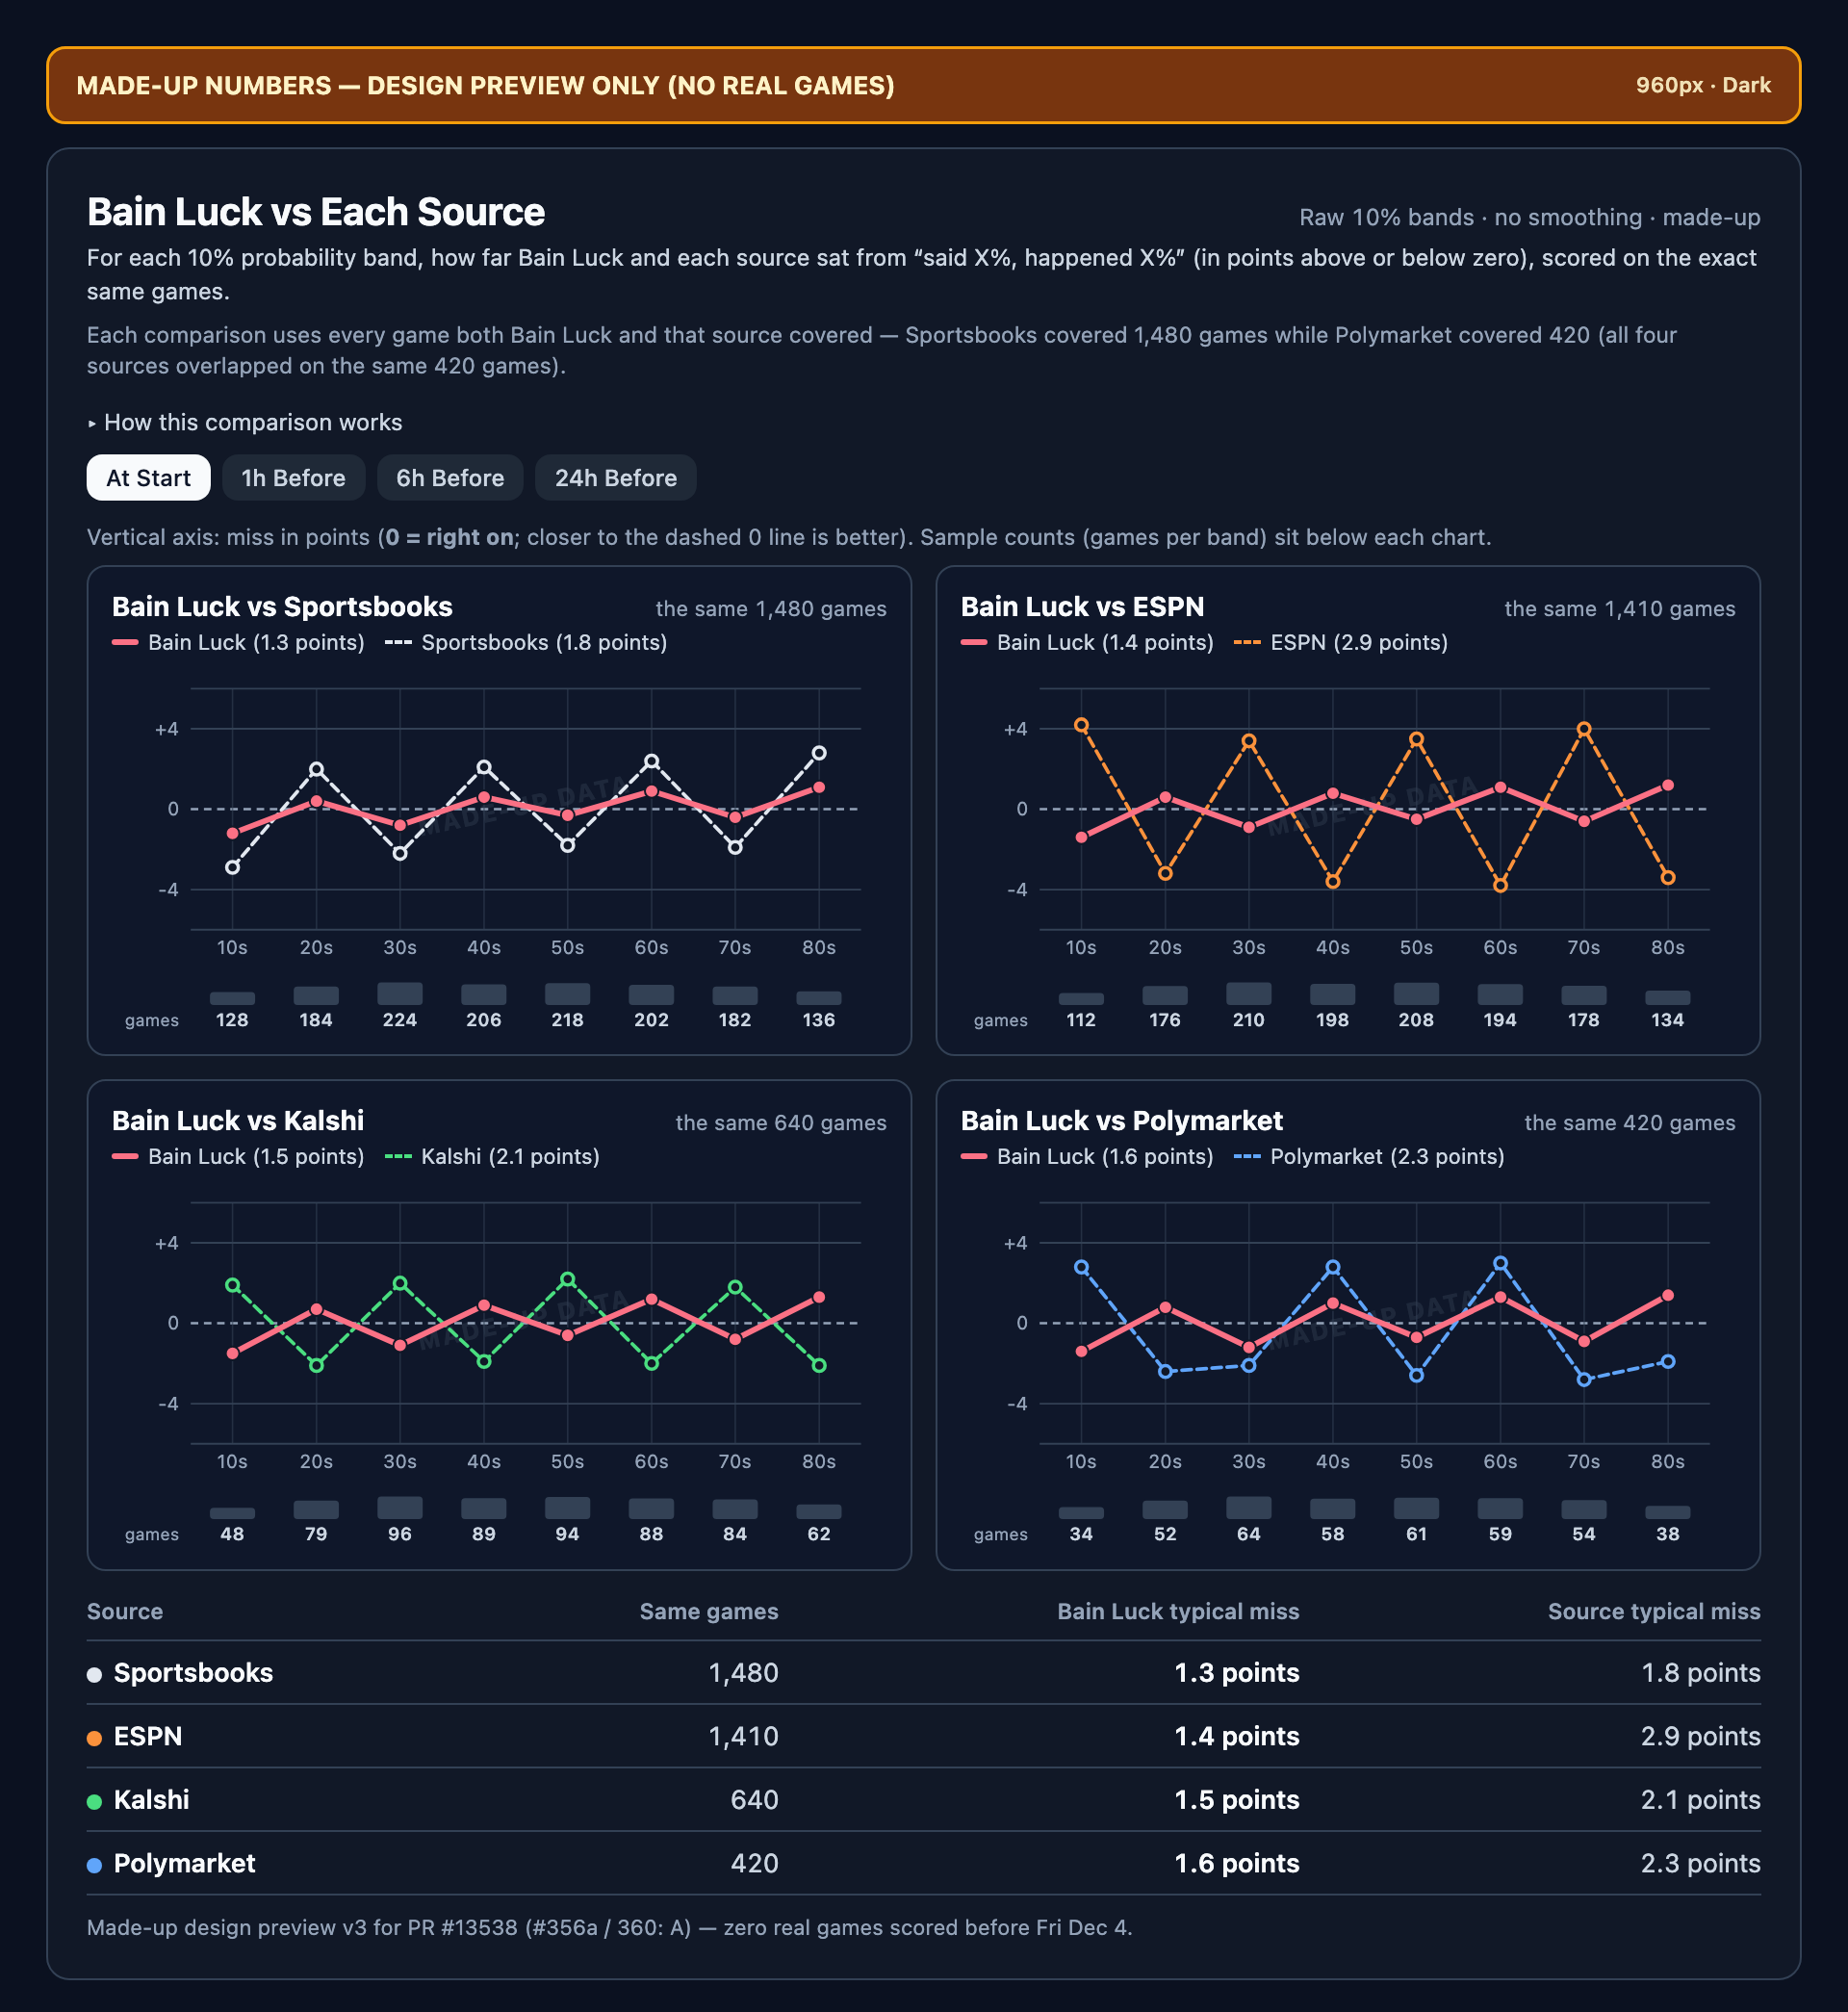 MADE-UP NUMBERS — DESIGN PREVIEW ONLY (NO REAL GAMES)
960px · Dark
Bain Luck vs Each Source
Raw 10% bands · no smoothing · made-up
For each 10% probability band, how far Bain Luck and each source sat from “said X%, happened X%” (in points above or below zero), scored on the exact
same games.
Each comparison uses every game both Bain Luck and that source covered — Sportsbooks covered 1,480 games while Polymarket covered 420 (all four
sources overlapped on the same 420 games).
▸ How this comparison works
At Start 1h Before 6h Before 24h Before
Vertical axis: miss in points (0 = right on; closer to the dashed 0 line is better). Sample counts (games per band) sit below each chart.
Bain Luck vs Sportsbooks the same 1,480 games
Bain Luck (1.3 points) Sportsbooks (1.8 points)
+4
0
-4
MADE-UP DATA
10s 20s 30s 40s 50s 60s 70s 80s
games 128 184 224 206 218 202 182 136
Bain Luck vs ESPN the same 1,410 games
Bain Luck (1.4 points) ESPN (2.9 points)
+4
0
-4
MADE-UP DATA
10s 20s 30s 40s 50s 60s 70s 80s
games 112 176 210 198 208 194 178 134
Bain Luck vs Kalshi the same 640 games
Bain Luck (1.5 points) Kalshi (2.1 points)
+4
0
-4
MADE-UP DATA
10s 20s 30s 40s 50s 60s 70s 80s
games 48 79 96 89 94 88 84 62
Bain Luck vs Polymarket the same 420 games
Bain Luck (1.6 points) Polymarket (2.3 points)
+4
0
-4
MADE-UP DATA
10s 20s 30s 40s 50s 60s 70s 80s
games 34 52 64 58 61 59 54 38
Source Same games Bain Luck typical miss Source typical miss
Sportsbooks 1,480 1.3 points 1.8 points
ESPN 1,410 1.4 points 2.9 points
Kalshi 640 1.5 points 2.1 points
Polymarket 420 1.6 points 2.3 points
Made-up design preview v3 for PR #13538 (#356a / 360: A) — zero real games scored before Fri Dec 4.